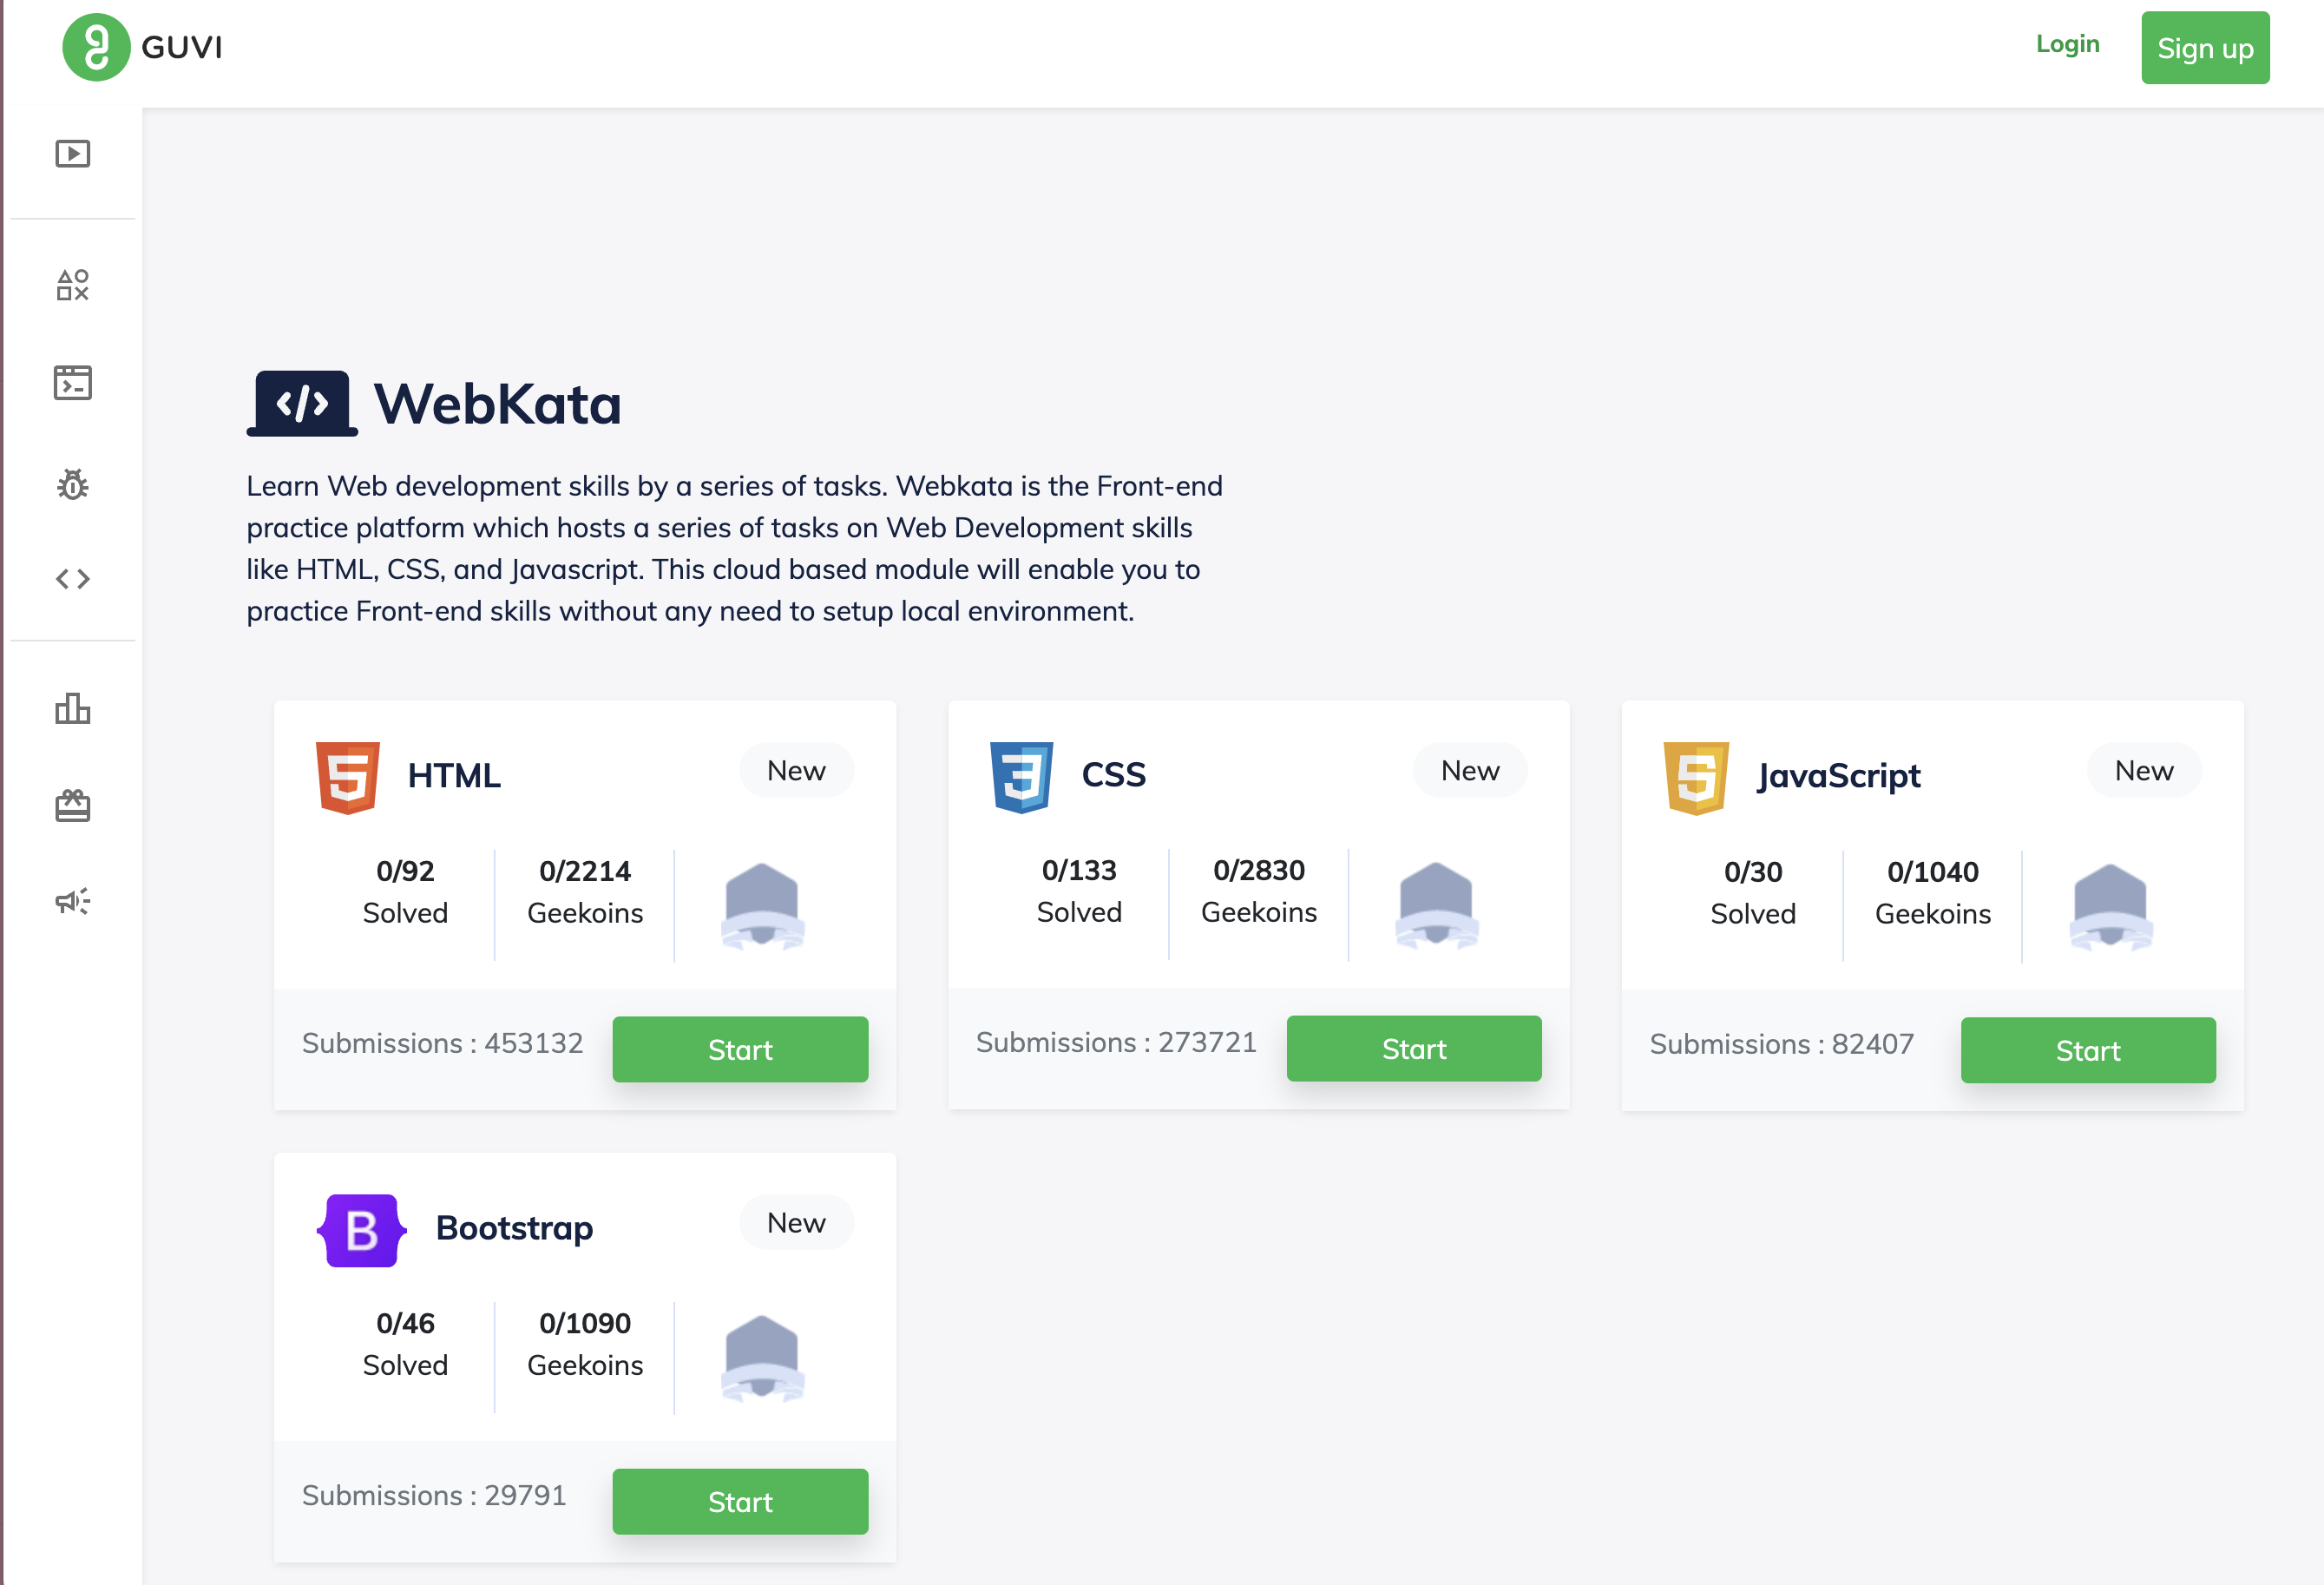 GUVI
Login
Sign up
WebKata
Learn Web development skills by a series of tasks. Webkata is the Front-end
practice platform which hosts a series of tasks on Web Development skills
like HTML, CSS, and Javascript. This cloud based module will enable you to
practice Front-end skills without any need to setup local environment.
HTML
New
0/92
Solved
0/2214
Geekoins
Submissions : 453132
Start
CSS
New
0/133
Solved
0/2830
Geekoins
Submissions : 273721
Start
JavaScript
New
0/30
Solved
0/1040
Geekoins
Submissions : 82407
Start
B
Bootstrap
New
0/46
Solved
0/1090
Geekoins
Submissions : 29791
Start